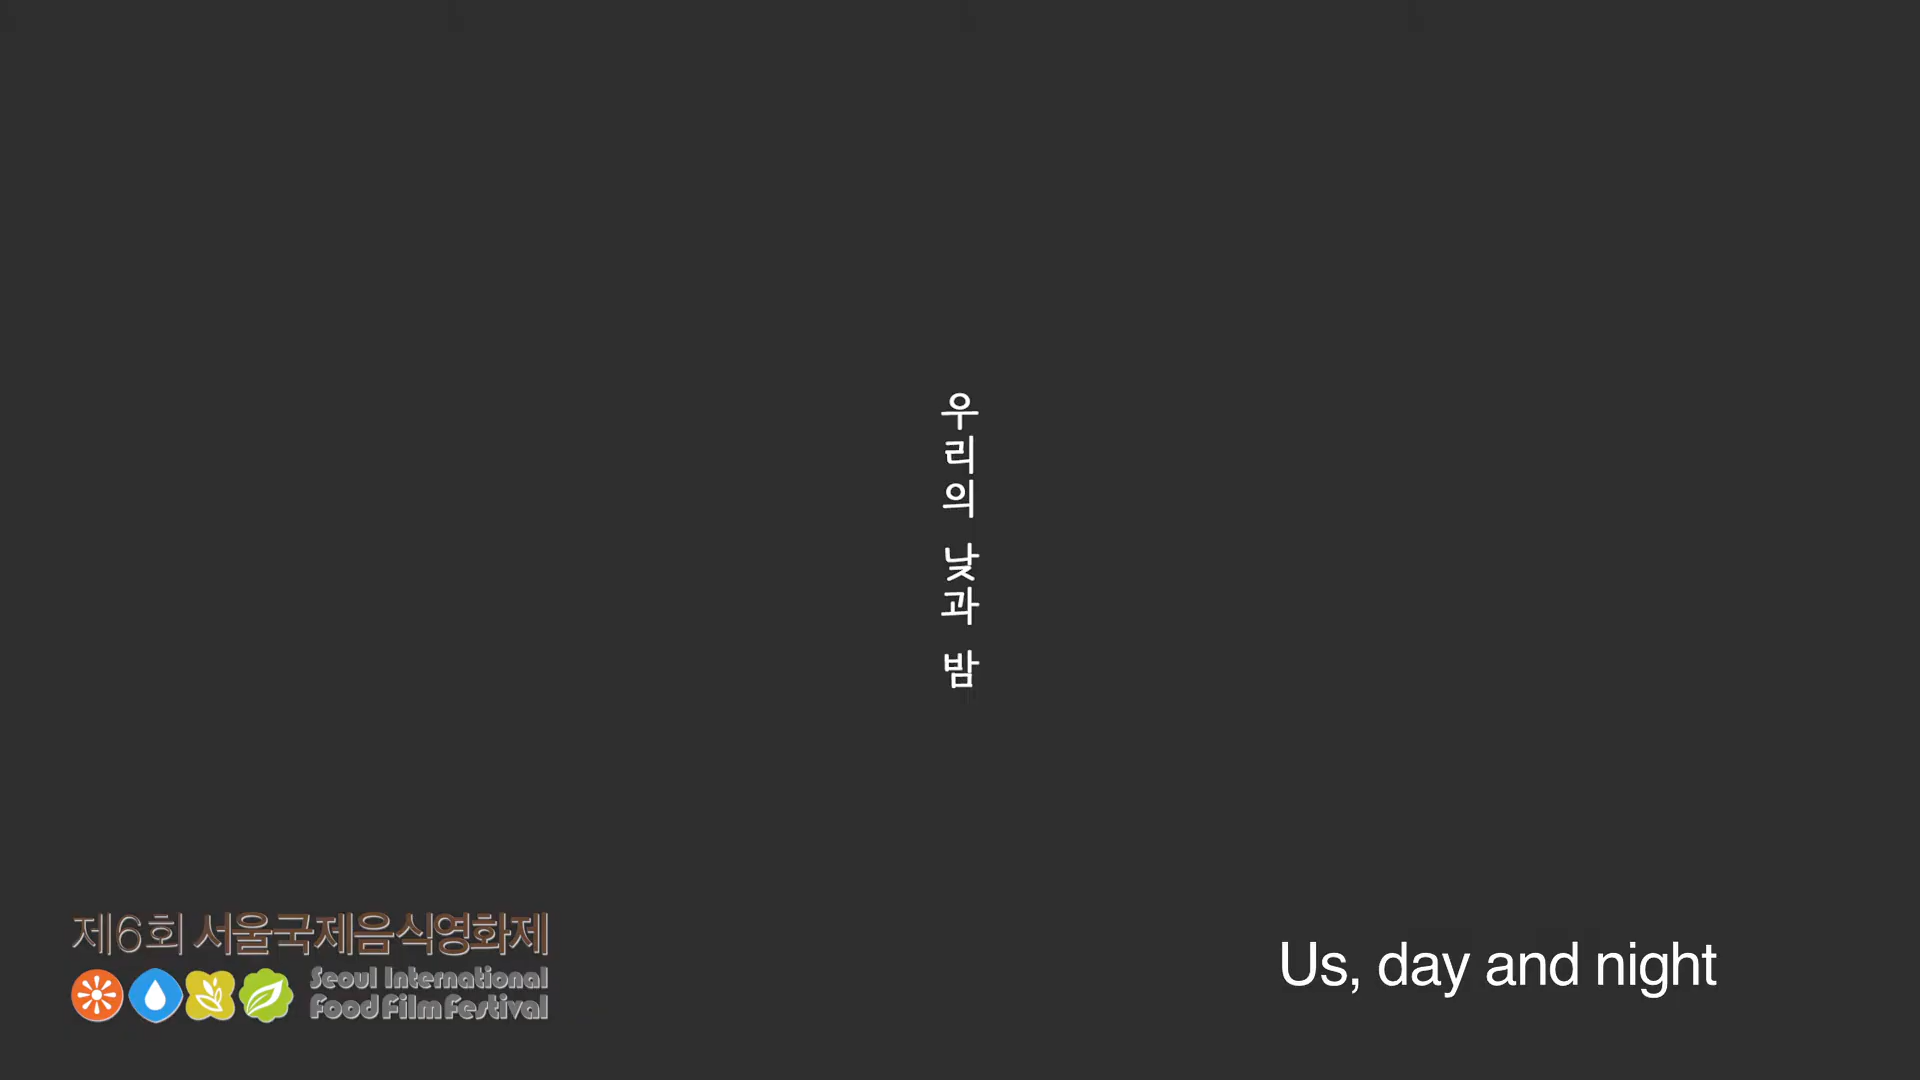 우리의 낮과 밤
제6회 서울국제음식영화제
Seoul International
Food Film Festival
Us, day and night